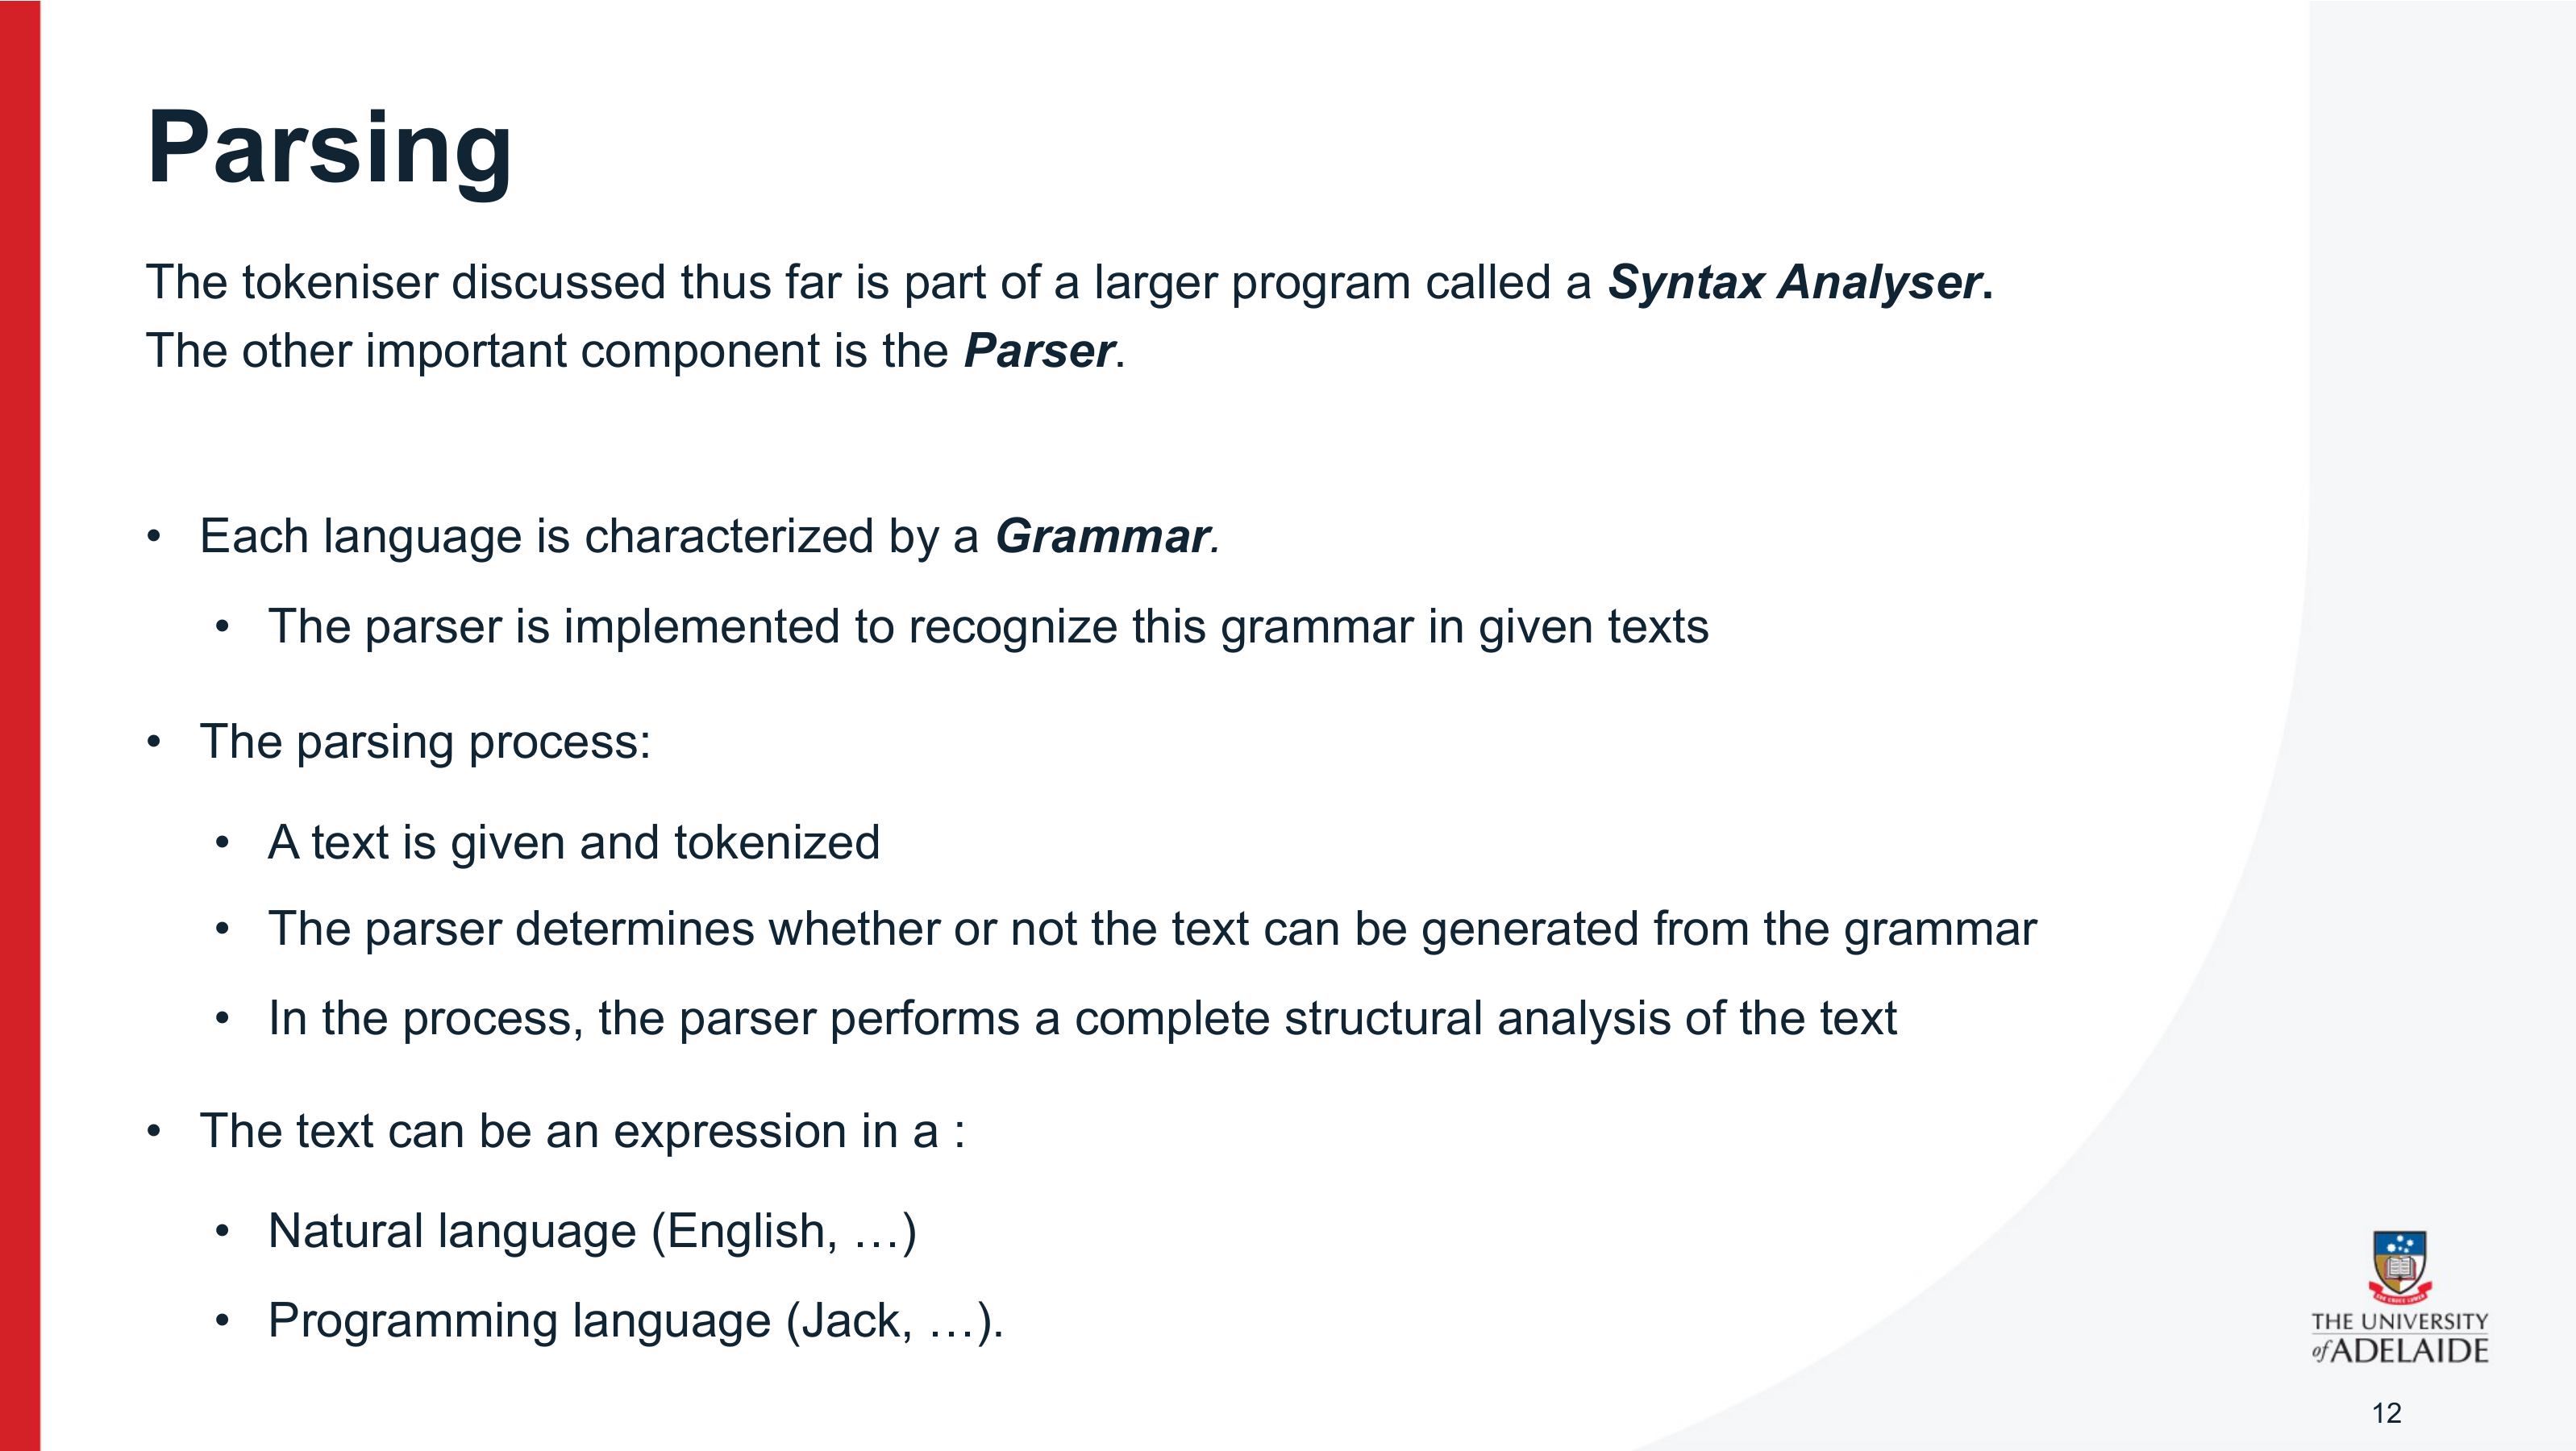 Parsing
The tokeniser discussed thus far is part of a larger program called a Syntax Analyser.
The other important component is the Parser.
• Each language is characterized by a Grammar.
• The parser is implemented to recognize this grammar in given texts
• The parsing process:
• A text is given and tokenized
• The parser determines whether or not the text can be generated from the grammar
• In the process, the parser performs a complete structural analysis of the text
• The text can be an expression in a :
• Natural language (English, …)
• Programming language (Jack, …).
THE UNIVERSITY
of ADELAIDE
12